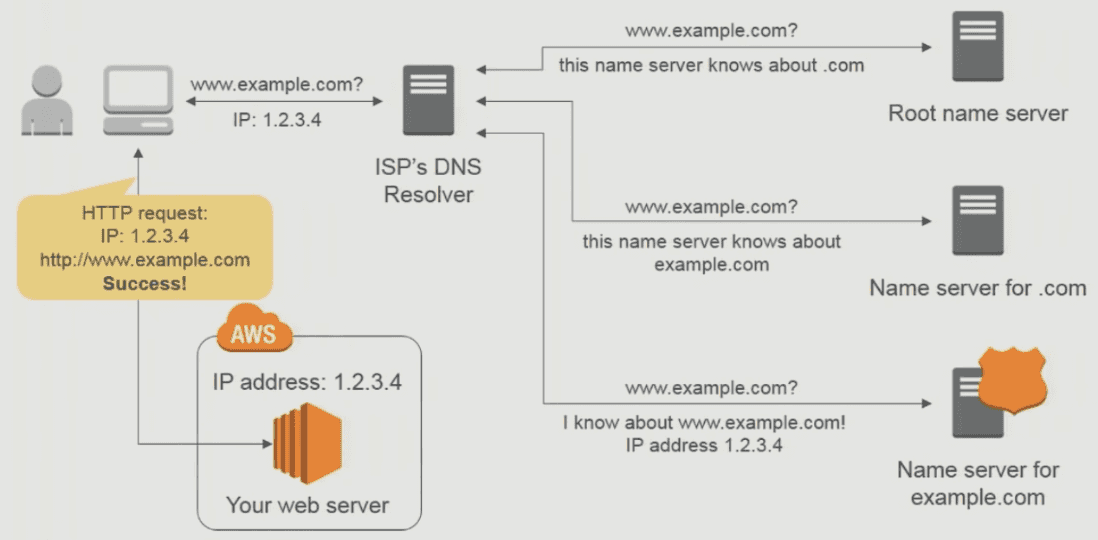 www.example.com?
IP: 1.2.3.4
ISP's DNS
Resolver
www.example.com?
this name server knows about .com
Root name server
www.example.com?
this name server knows about
example.com
Name server for .com
www.example.com?
I know about www.example.com!
IP address 1.2.3.4
Name server for
example.com
HTTP request:
IP: 1.2.3.4
http://www.example.com
Success!
AWS
IP address: 1.2.3.4
Your web server